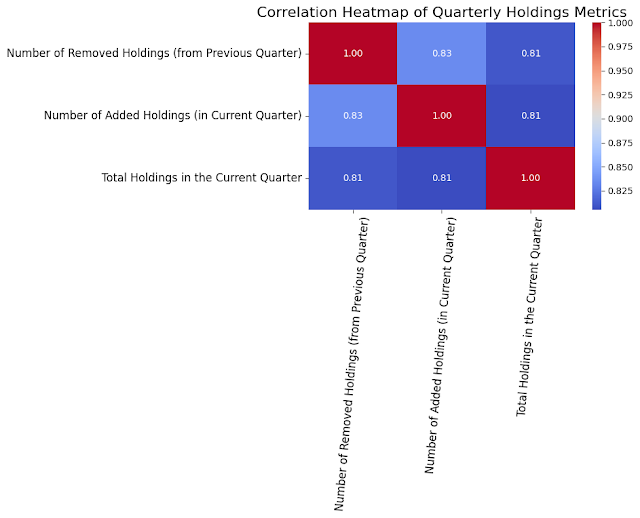 Correlation Heatmap of Quarterly Holdings Metrics
Number of Removed Holdings (from Previous Quarter)
1.00
0.83
0.81
Number of Added Holdings (in Current Quarter)
0.83
1.00
0.81
Total Holdings in the Current Quarter
0.81
0.81
1.00
Number of Removed Holdings (from Previous Quarter)
Number of Added Holdings (in Current Quarter)
Total Holdings in the Current Quarter
1.000
0.975
0.950
0.925
0.900
0.875
0.850
0.825